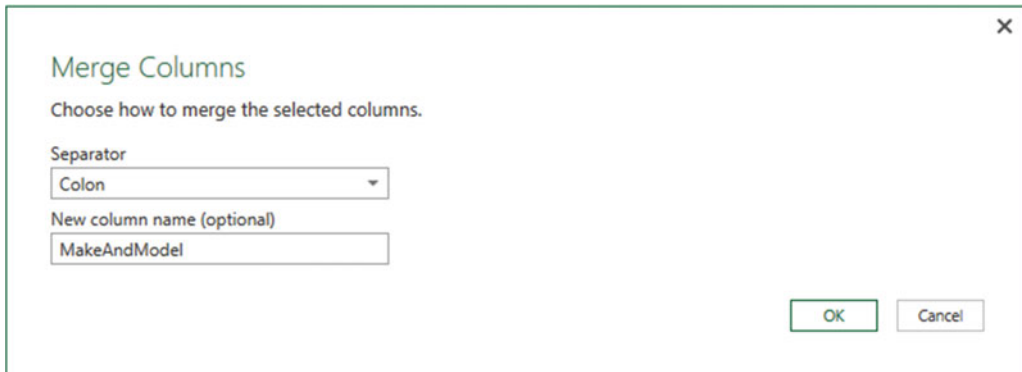 Merge Columns
Choose how to merge the selected columns.
Separator
Colon
New column name (optional)
MakeAndModel
OK Cancel